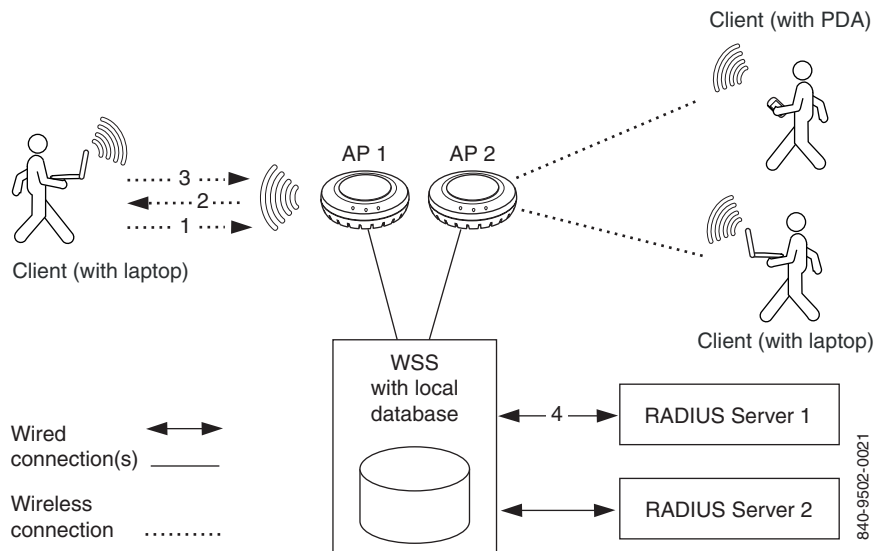 Client (with PDA)
AP 1
AP 2
3
2
1
Client (with laptop)
Client (with laptop)
WSS
with local
database
4
RADIUS Server 1
RADIUS Server 2
Wired
connection(s)
Wireless
connection
840-9502-0021